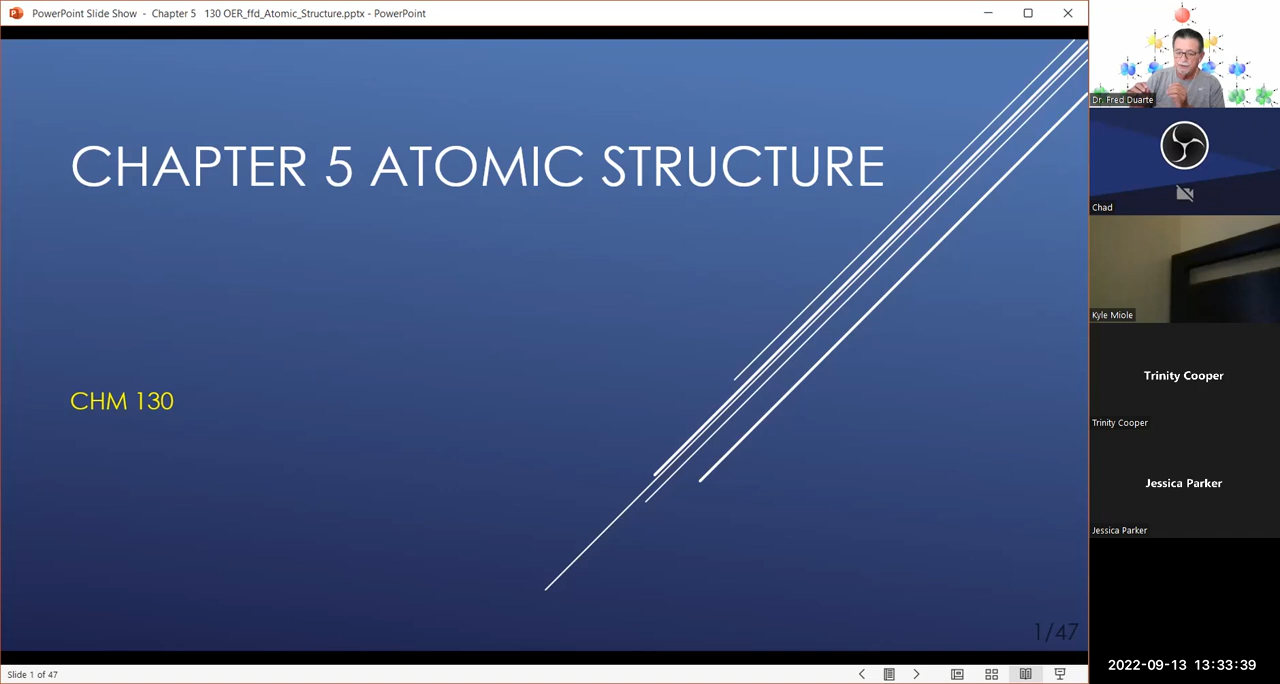 PowerPoint Slide Show - Chapter 5 130 OER_ffd_Atomic_Structure.pptx - PowerPoint
CHAPTER 5 ATOMIC STRUCTURE
CHM 130
1/47
Slide 1 of 47
Dr. Fred Duarte
Chad
Kyle Miole
Trinity Cooper
Trinity Cooper
Jessica Parker
Jessica Parker
2022-09-13 13:33:39